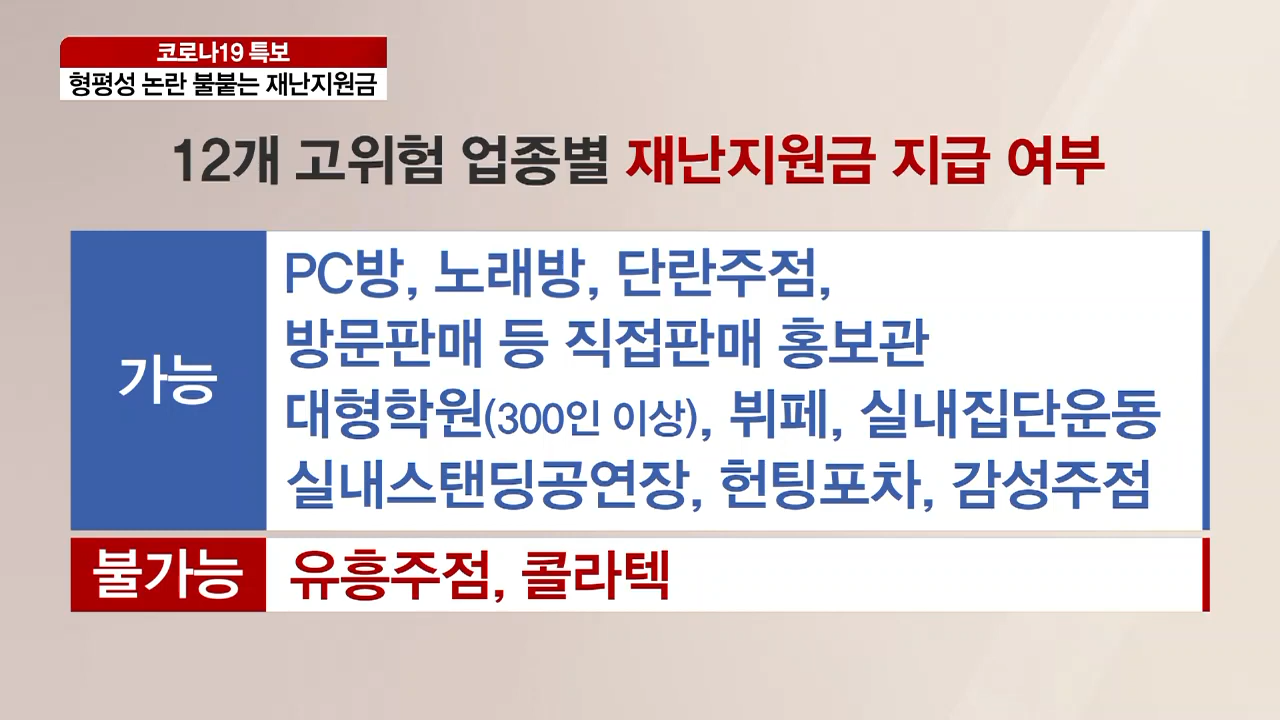 코로나19 특보
형평성 논란 불붙는 재난지원금
12개 고위험 업종별 재난지원금 지급 여부
가능
PC방, 노래방, 단란주점,
방문판매 등 직접판매 홍보관
대형학원(300인 이상), 뷔페, 실내집단운동
실내스탠딩공연장, 헌팅포차, 감성주점
불가능
유흥주점, 콜라텍